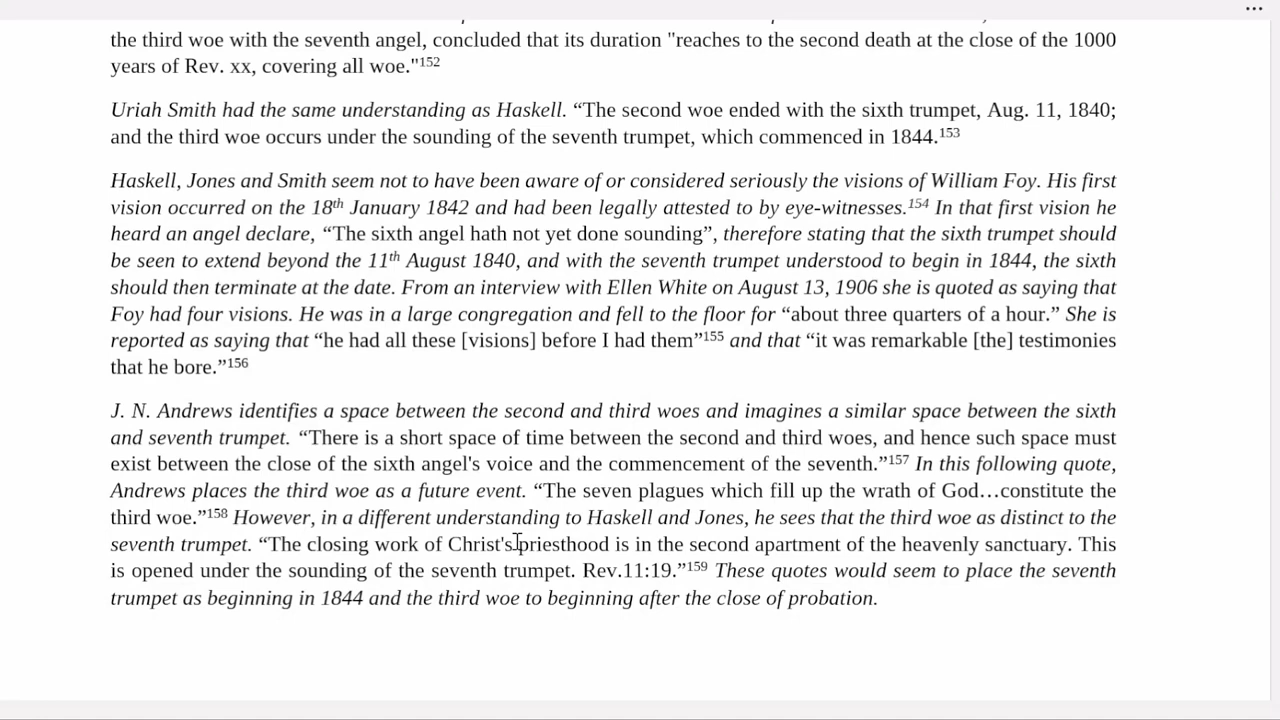 the third woe with the seventh angel, concluded that its duration "reaches to the second death at the close of the 1000
years of Rev. xx, covering all woe."152
Uriah Smith had the same understanding as Haskell. “The second woe ended with the sixth trumpet, Aug. 11, 1840;
and the third woe occurs under the sounding of the seventh trumpet, which commenced in 1844.153
Haskell, Jones and Smith seem not to have been aware of or considered seriously the visions of William Foy. His first
vision occurred on the 18th January 1842 and had been legally attested to by eye-witnesses.154 In that first vision he
heard an angel declare, “The sixth angel hath not yet done sounding”, therefore stating that the sixth trumpet should
be seen to extend beyond the 11th August 1840, and with the seventh trumpet understood to begin in 1844, the sixth
should then terminate at the date. From an interview with Ellen White on August 13, 1906 she is quoted as saying that
Foy had four visions. He was in a large congregation and fell to the floor for “about three quarters of a hour.” She is
reported as saying that “he had all these [visions] before I had them”155 and that “it was remarkable [the] testimonies
that he bore.”156
J. N. Andrews identifies a space between the second and third woes and imagines a similar space between the sixth
and seventh trumpet. “There is a short space of time between the second and third woes, and hence such space must
exist between the close of the sixth angel's voice and the commencement of the seventh.”157 In this following quote,
Andrews places the third woe as a future event. “The seven plagues which fill up the wrath of God…constitute the
third woe.”158 However, in a different understanding to Haskell and Jones, he sees that the third woe as distinct to the
seventh trumpet. “The closing work of Christ's priesthood is in the second apartment of the heavenly sanctuary. This
is opened under the sounding of the seventh trumpet. Rev.11:19.”159 These quotes would seem to place the seventh
trumpet as beginning in 1844 and the third woe to beginning after the close of probation.